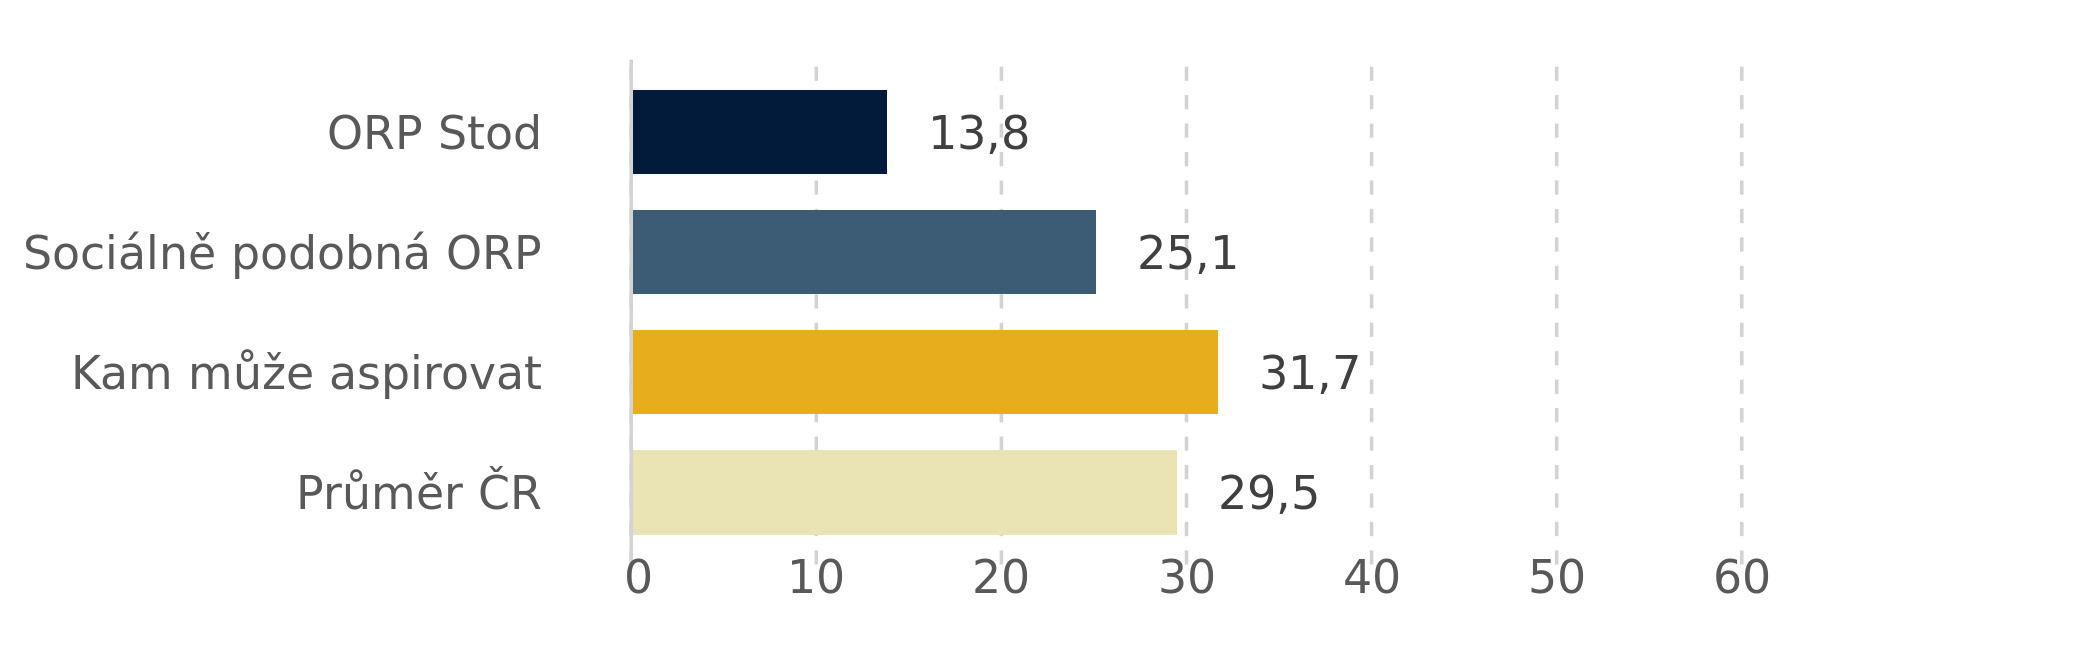 ORP Stod 13,8
Sociálně podobná ORP 25,1
Kam může aspirovat 31,7
Průměr ČR 29,5
0 10 20 30 40 50 60